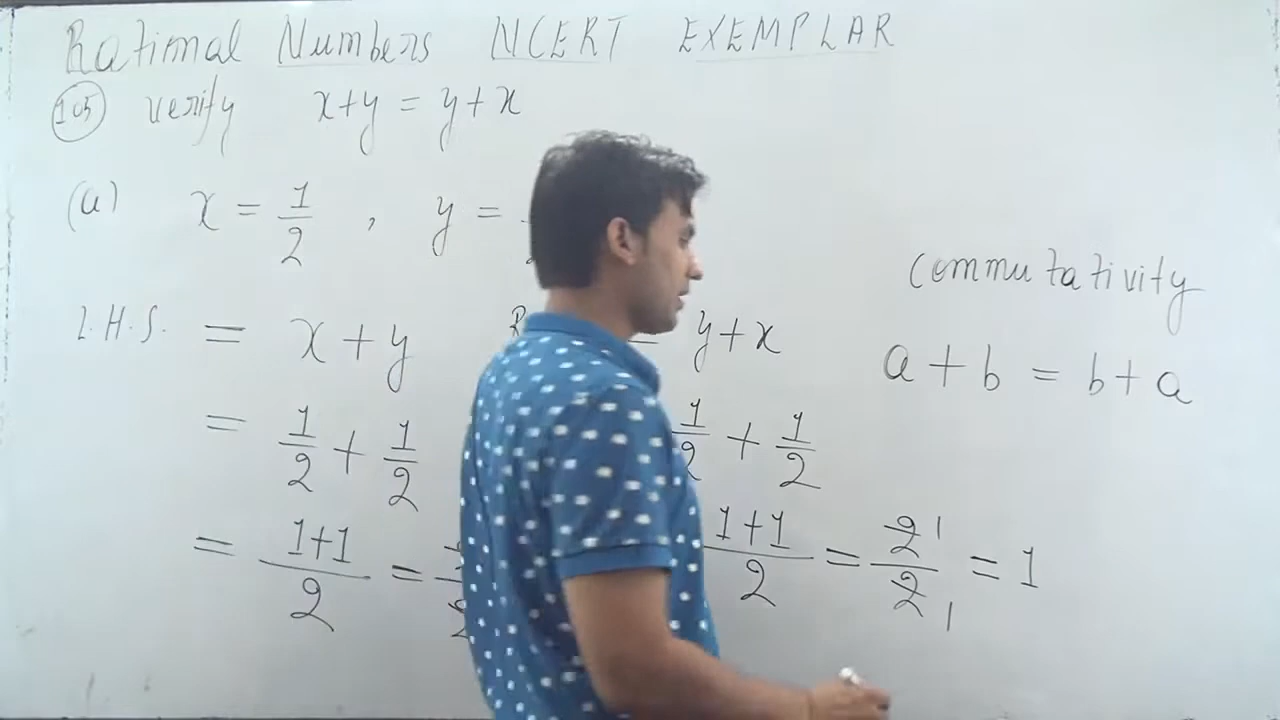 Rational Numbers NCERT EXEMPLAR
105 verify x+y = y+x
(a) x = 1/2 , y =
L.H.S. = x + y
= 1/2 + 1/2
= (1+1)/2 =
y+x
1/2 + 1/2
(1+1)/2 = 2/2 = 1
Commutativity
a + b = b + a